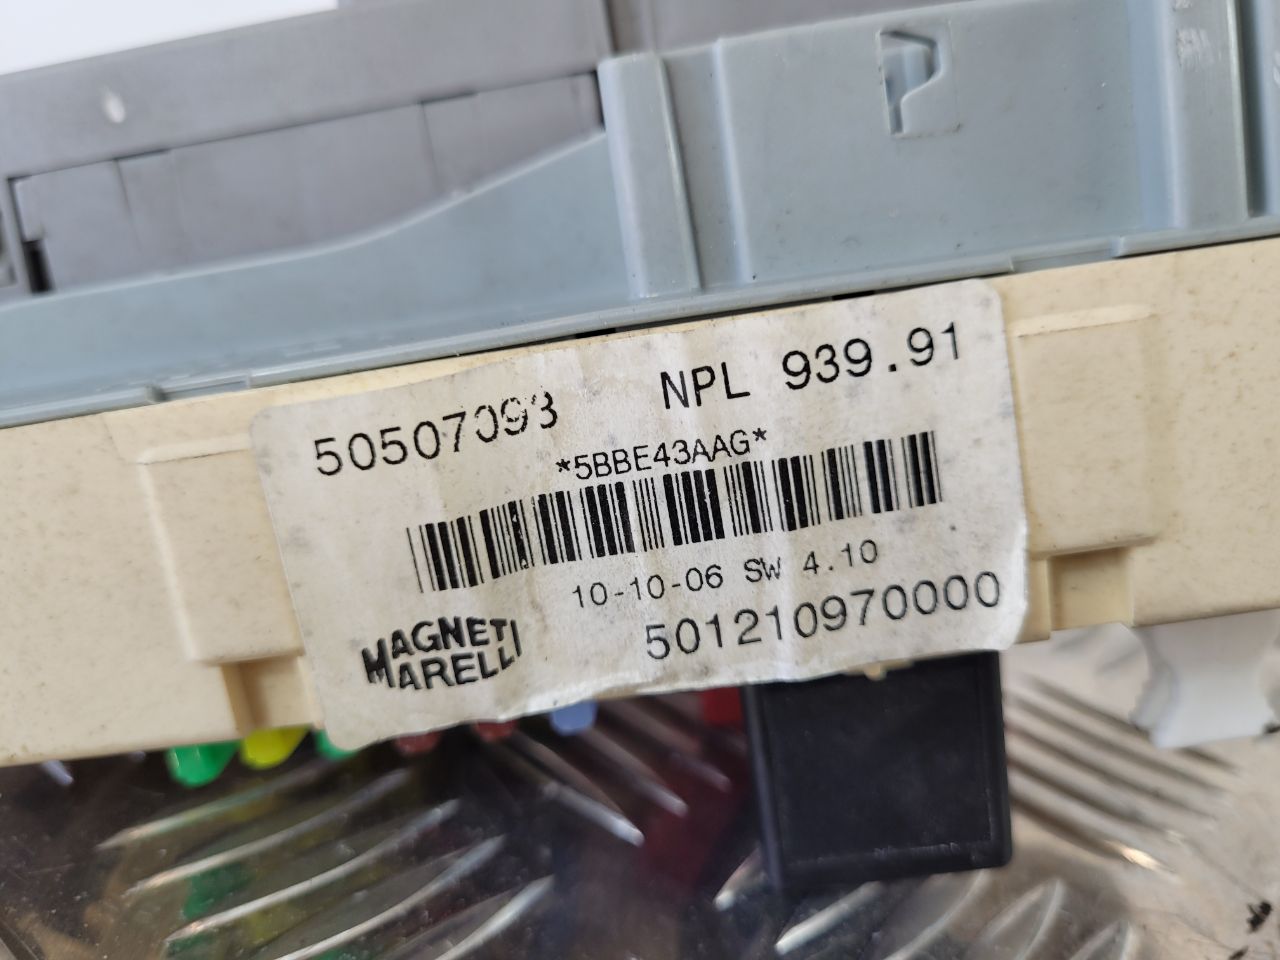 50507093 NPL 939.91
*5BBE43AAG*
10-10-06 SW 4.10
501210970000
MAGNETI
MARELLI